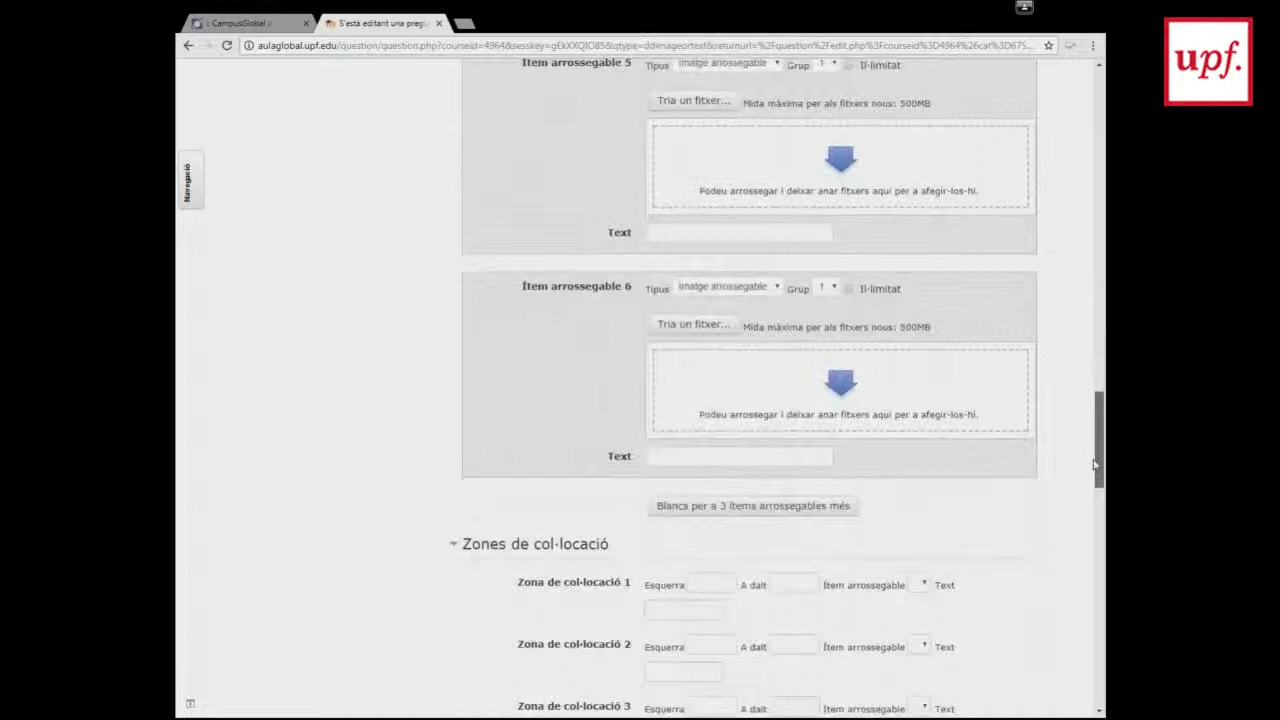 :: CampusGlobal ::
S'està editant una pregu
aulaglobal.upf.edu/question/question.php?courseid=4964&sesskey=gEkXXQIO85&qtype=ddimageortext&returnurl=%2Fquestion%2Fedit.php%3Fcourseid%3D4964%26cat%3D675...
upf.
Navegació
Ítem arrossegable 5 Tipus Imatge arrossegable Grup 1 Il·limitat
Tria un fitxer... Mida màxima per als fitxers nous: 500MB
Podeu arrossegar i deixar anar fitxers aquí per a afegir-los-hi.
Text
Ítem arrossegable 6 Tipus Imatge arrossegable Grup 1 Il·limitat
Tria un fitxer... Mida màxima per als fitxers nous: 500MB
Podeu arrossegar i deixar anar fitxers aquí per a afegir-los-hi.
Text
Blancs per a 3 ítems arrossegables més
Zones de col·locació
Zona de col·locació 1 Esquerra A dalt Ítem arrossegable Text
Zona de col·locació 2 Esquerra A dalt Ítem arrossegable Text
Zona de col·locació 3 Esquerra A dalt Ítem arrossegable Text